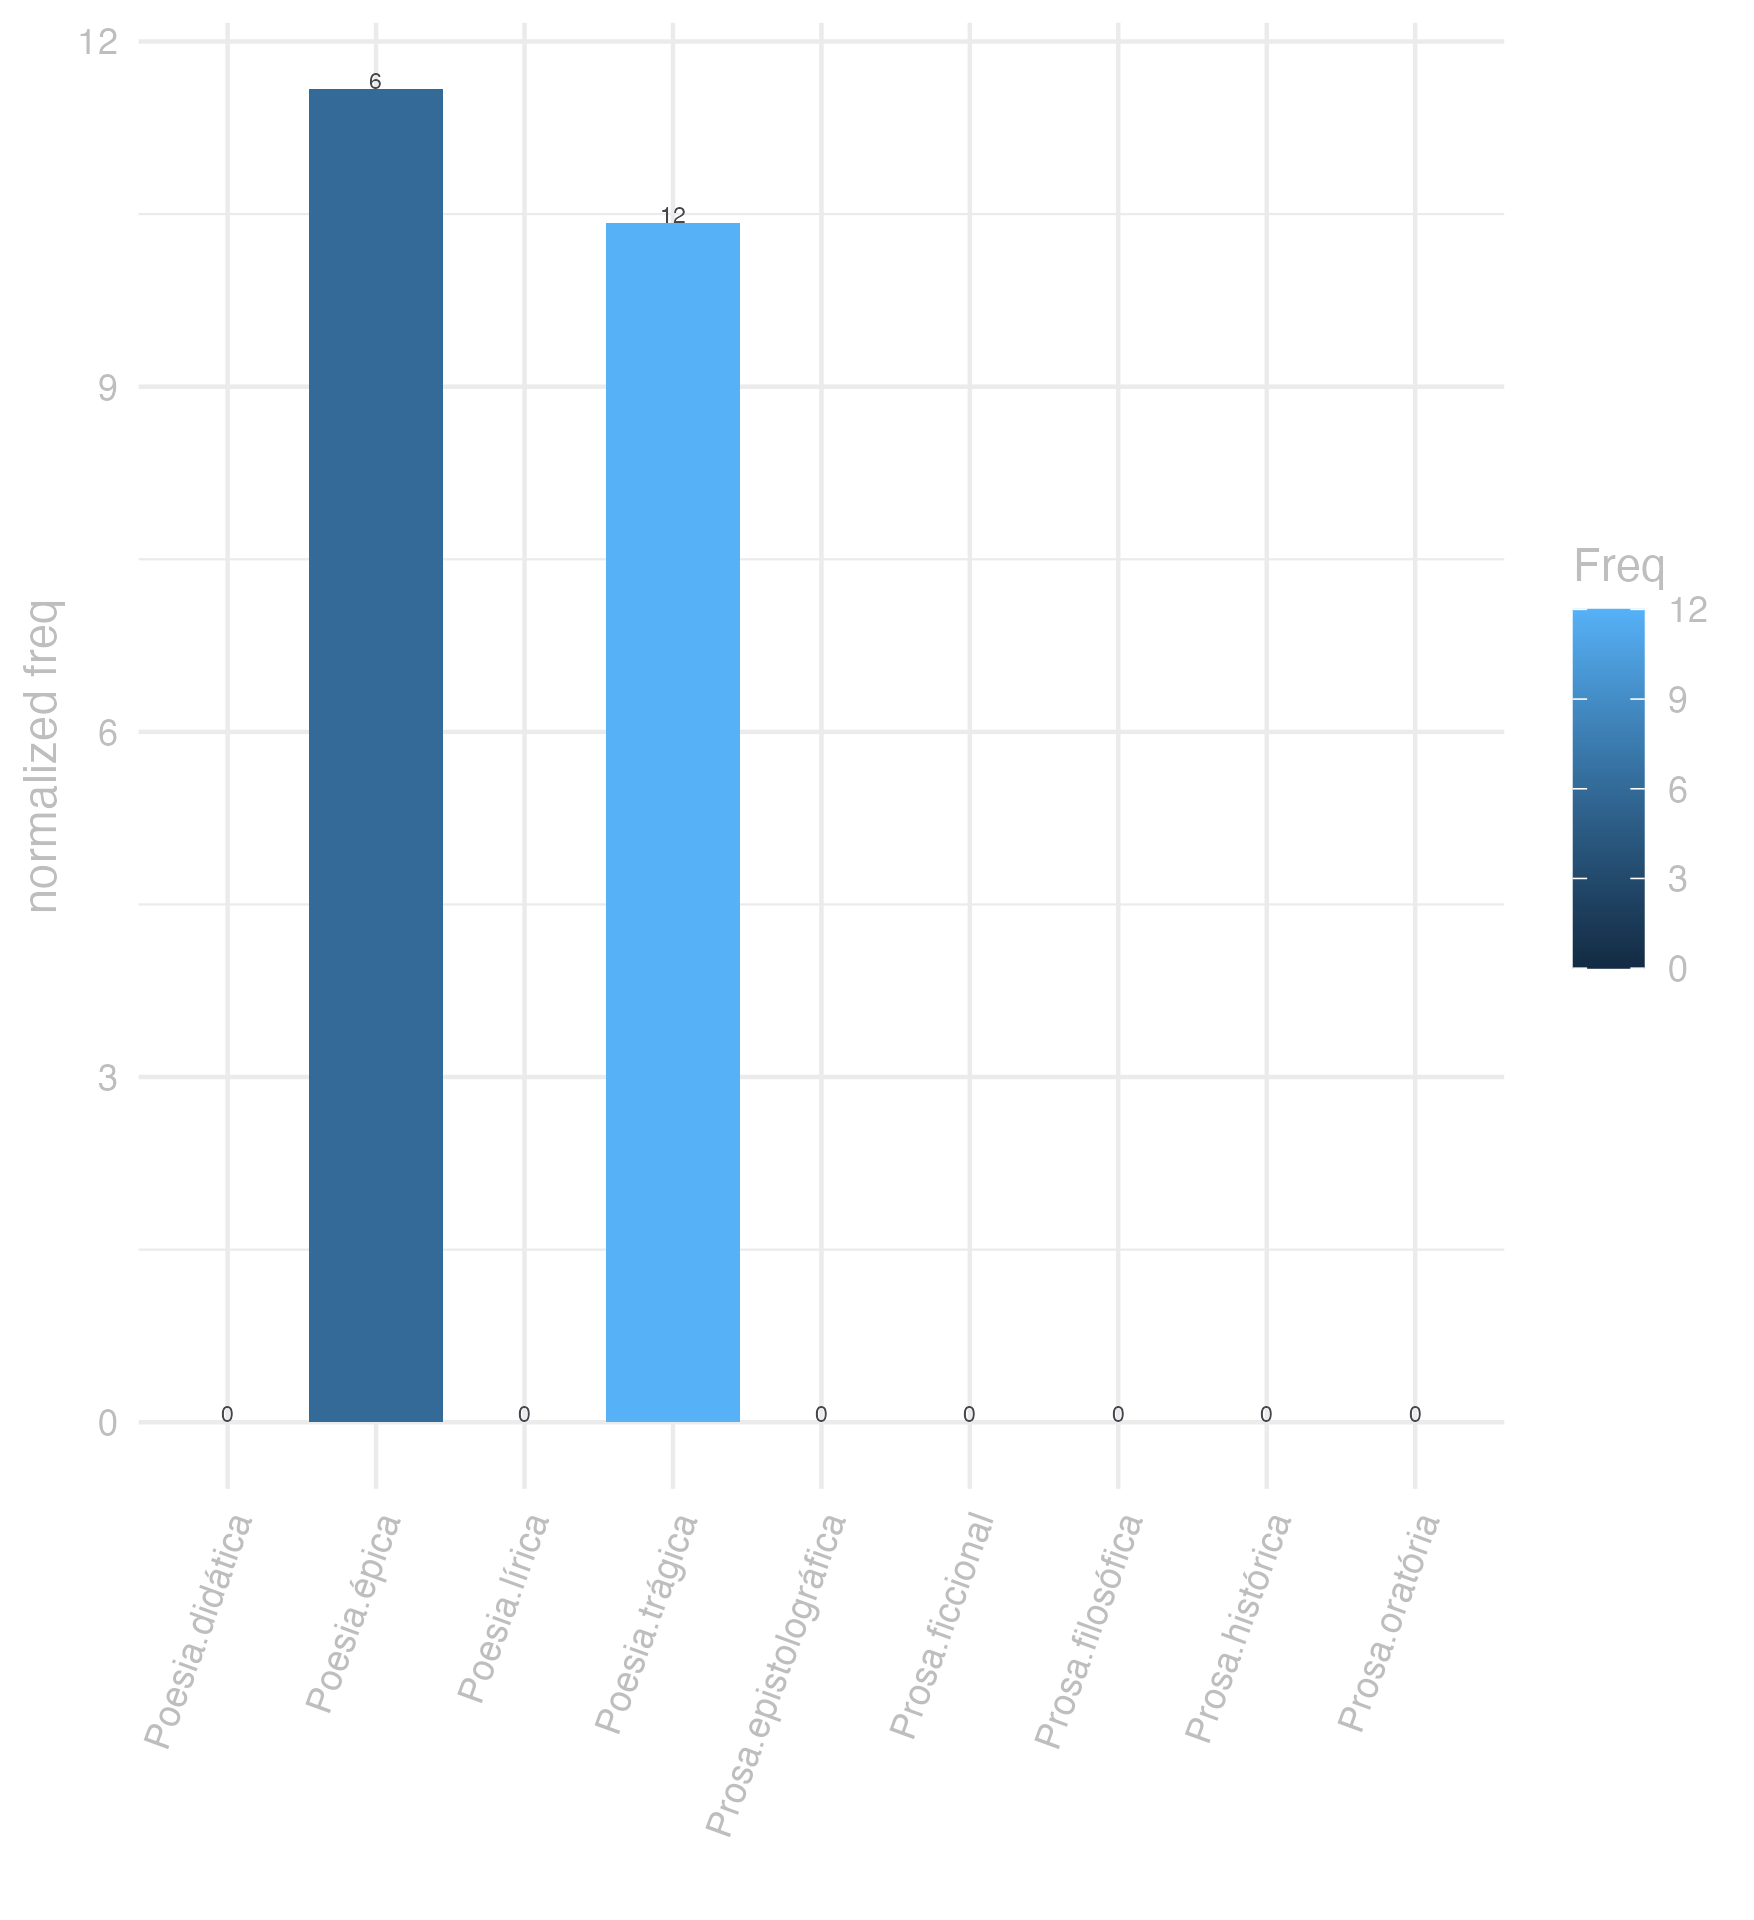 12
9
6
3
0
normalized freq
0
6
0
12
0
0
0
0
0
Poesia.didática
Poesia.épica
Poesia.lírica
Poesia.trágica
Prosa.epistolográfica
Prosa.ficcional
Prosa.filosófica
Prosa.histórica
Prosa.oratória
Freq
12
9
6
3
0